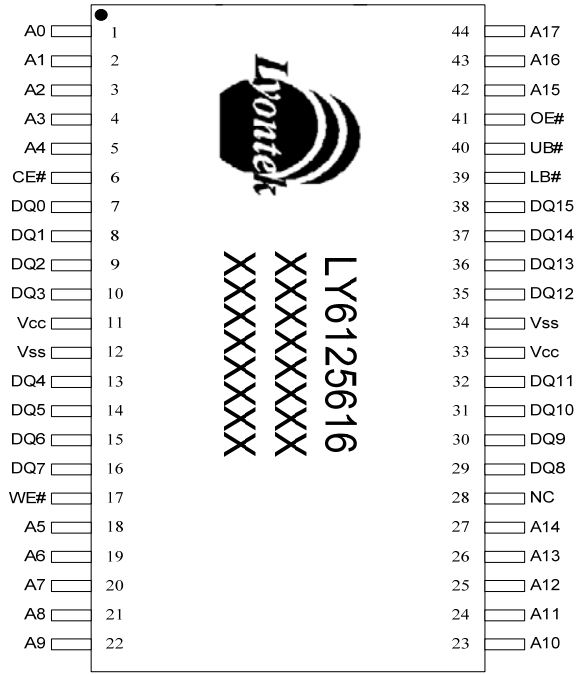 A0 1 44 A17
A1 2 43 A16
A2 3 42 A15
A3 4 41 OE#
A4 5 40 UB#
CE# 6 39 LB#
DQ0 7 38 DQ15
DQ1 8 37 DQ14
DQ2 9 36 DQ13
DQ3 10 35 DQ12
Vcc 11 34 Vss
Vss 12 33 Vcc
DQ4 13 32 DQ11
DQ5 14 31 DQ10
DQ6 15 30 DQ9
DQ7 16 29 DQ8
WE# 17 28 NC
A5 18 27 A14
A6 19 26 A13
A7 20 25 A12
A8 21 24 A11
A9 22 23 A10
Lyontek
LY6125616
XXXXXXXX
XXXXXXXX